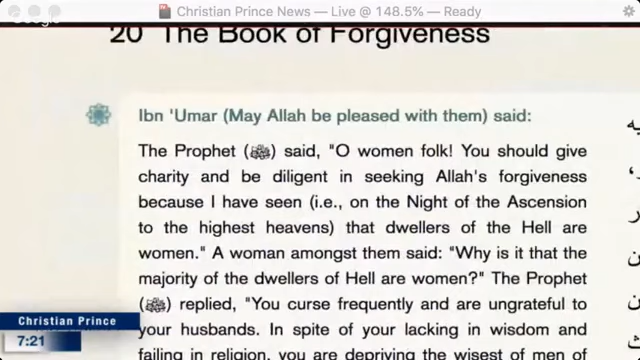 Christian Prince News — Live @ 148.5% — Ready
20 The Book of Forgiveness
Ibn 'Umar (May Allah be pleased with them) said:
The Prophet (ﷺ) said, "O women folk! You should give
charity and be diligent in seeking Allah's forgiveness
because I have seen (i.e., on the Night of the Ascension
to the highest heavens) that dwellers of the Hell are
women." A woman amongst them said: "Why is it that the
majority of the dwellers of Hell are women?" The Prophet
(ﷺ) replied, "You curse frequently and are ungrateful to
your husbands. In spite of your lacking in wisdom and
failing in religion, you are depriving the wisest of men of
Christian Prince
7:21